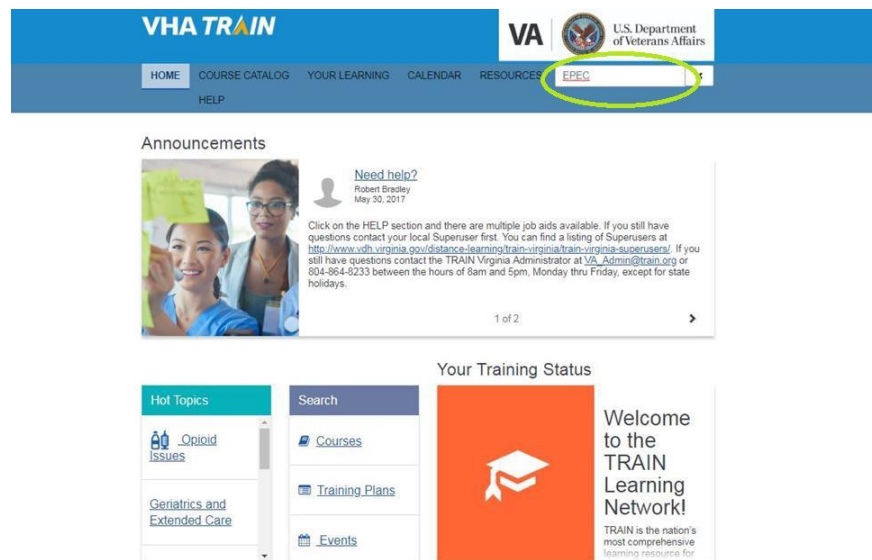 VHA TRAIN
VA
U.S. Department
of Veterans Affairs
HOME COURSE CATALOG YOUR LEARNING CALENDAR RESOURCES EPEC
HELP
Announcements
Need help?
Robert Bradley
May 30, 2017
Click on the HELP section and there are multiple job aids available. If you still have
questions contact your local Superuser first. You can find a listing of Superusers at
http://www.vdh.virginia.gov/distance-learning/train-virginia/train-virginia-superusers/. If you
still have questions contact the TRAIN Virginia Administrator at VA_Admin@train.org or
804-864-8233 between the hours of 8am and 5pm, Monday thru Friday, except for state
holidays.
1 of 2
Your Training Status
Hot Topics
Opioid
Issues
Geriatrics and
Extended Care
Search
Courses
Training Plans
Events
Welcome
to the
TRAIN
Learning
Network!
TRAIN is the nation's
most comprehensive
learning resource for